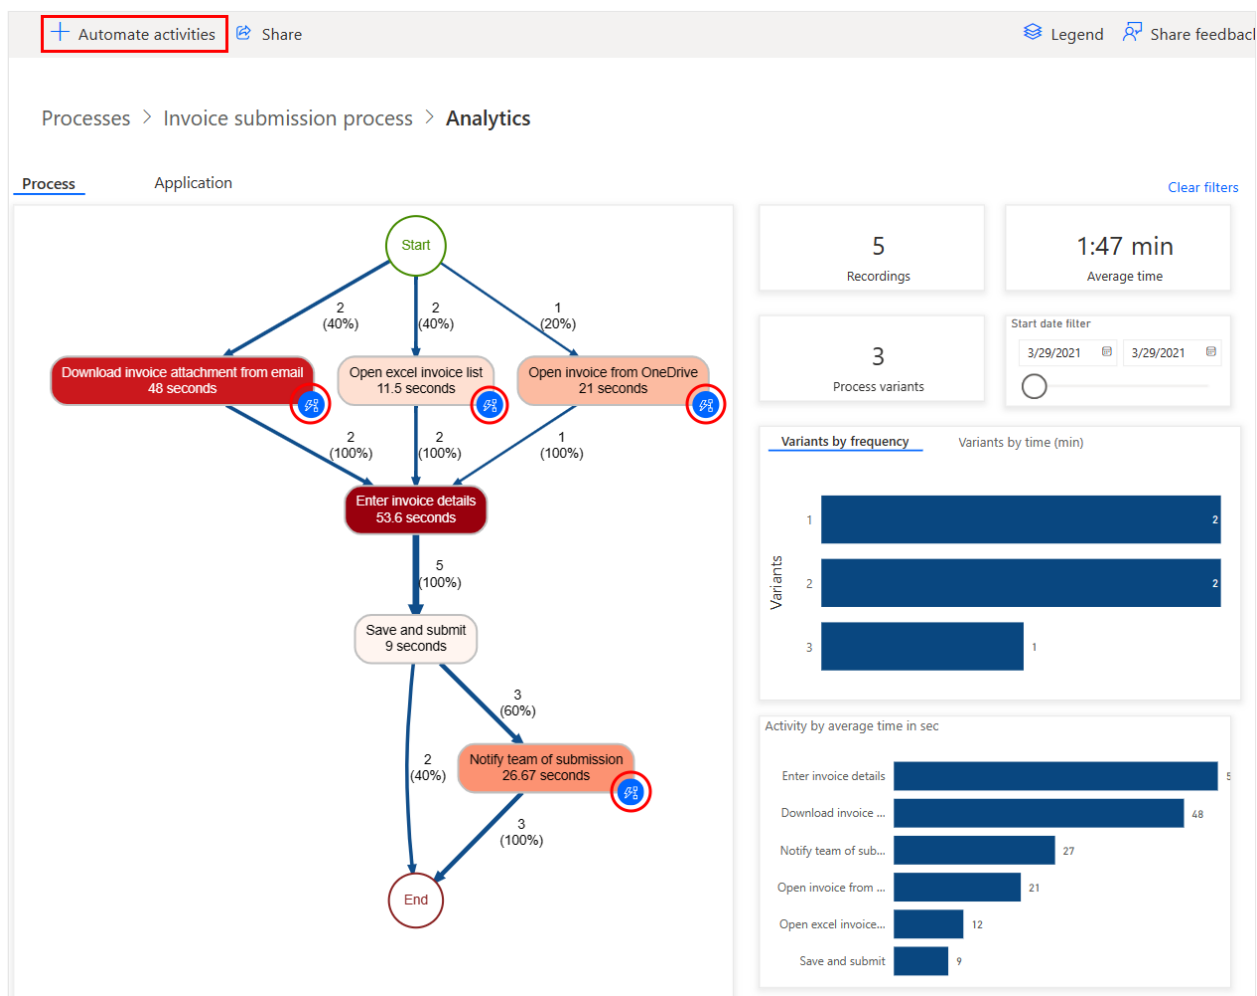 Automate activities
Share
Legend
Share feedbac
Processes > Invoice submission process > Analytics
Process
Application
Clear filters
Start
2
(40%)
2
(40%)
1
(20%)
Download invoice attachment from email
48 seconds
Open excel invoice list
11.5 seconds
Open invoice from OneDrive
21 seconds
2
(100%)
2
(100%)
1
(100%)
Enter invoice details
53.6 seconds
5
(100%)
Save and submit
9 seconds
3
(60%)
2
(40%)
Notify team of submission
26.67 seconds
3
(100%)
End
5
Recordings
1:47 min
Average time
3
Process variants
Start date filter
3/29/2021
3/29/2021
Variants by frequency
Variants by time (min)
Variants
1
2
2
2
3
1
Activity by average time in sec
Enter invoice details
5
Download invoice ...
48
Notify team of sub...
27
Open invoice from ...
21
Open excel invoice...
12
Save and submit
9